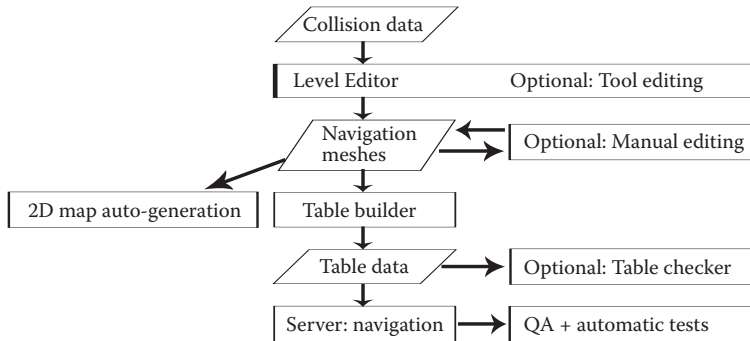 Collision data
Level Editor
Optional: Tool editing
Navigation
meshes
Optional: Manual editing
2D map auto-generation
Table builder
Table data
Optional: Table checker
Server: navigation
QA + automatic tests